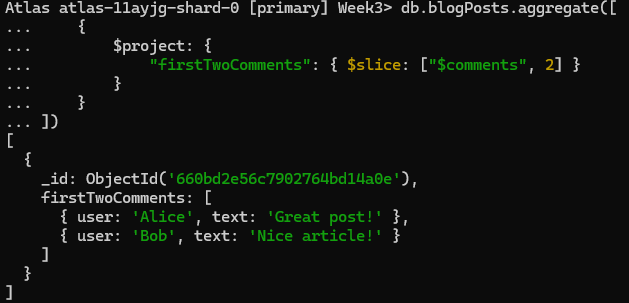 Atlas atlas-11ayjg-shard-0 [primary] Week3> db.blogPosts.aggregate([
...     {
...         $project: {
...             "firstTwoComments": { $slice: ["$comments", 2] }
...         }
...     }
... ])
[
  {
    _id: ObjectId('660bd2e56c7902764bd14a0e'),
    firstTwoComments: [
      { user: 'Alice', text: 'Great post!' },
      { user: 'Bob', text: 'Nice article!' }
    ]
  }
]